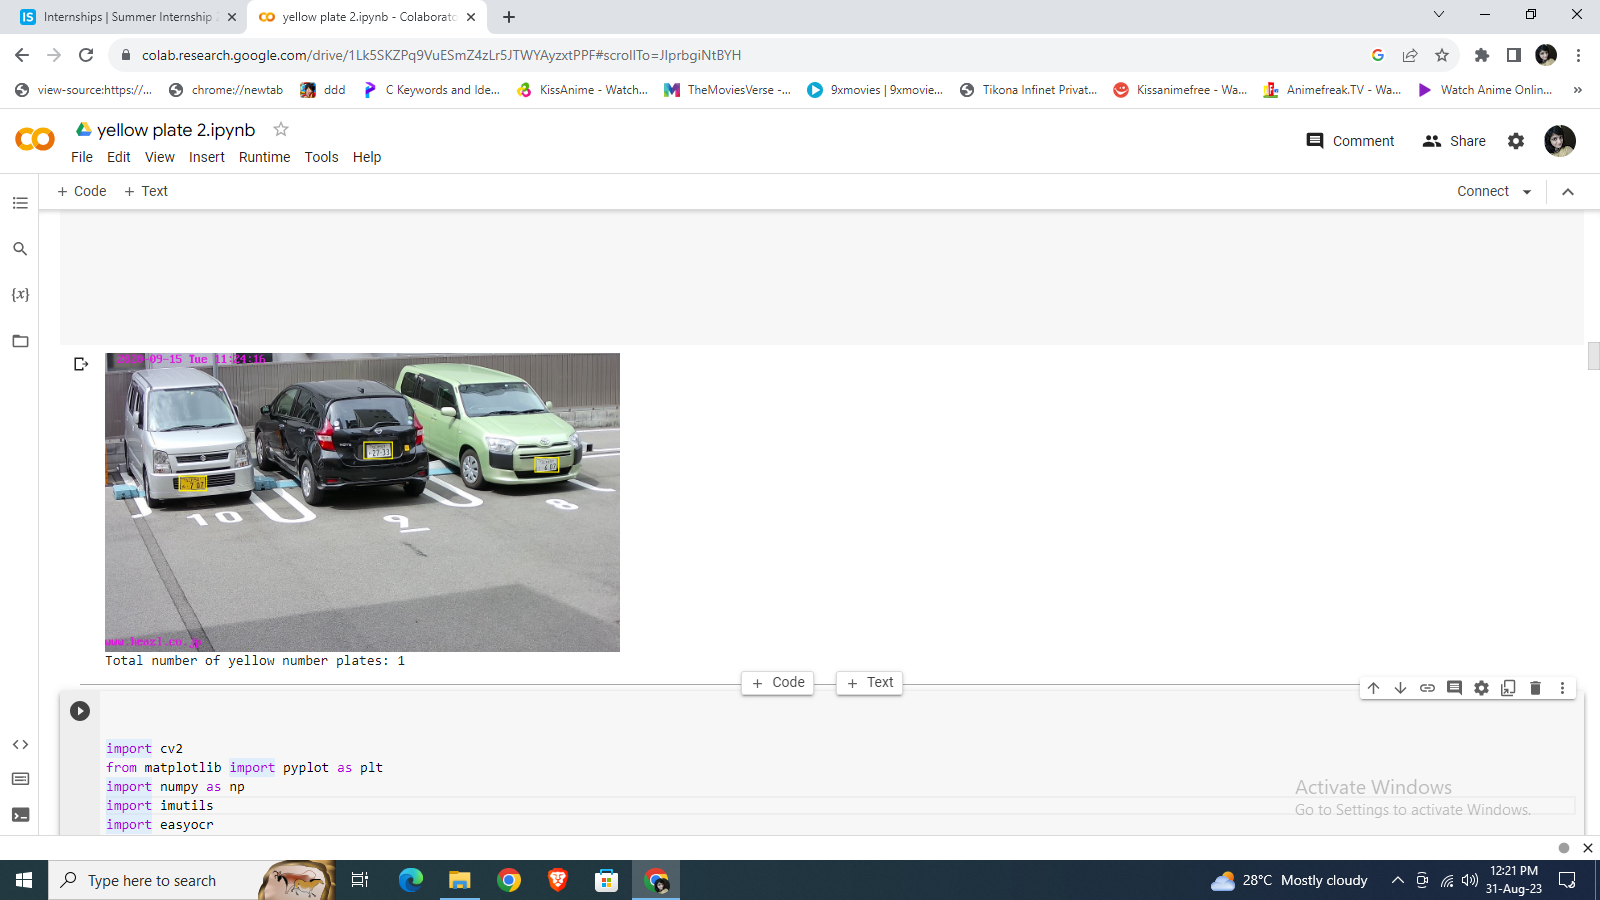 Internships | Summer Internship
yellow plate 2.ipynb - Colaborato
colab.research.google.com/drive/1Lk5SKZPq9VuESmZ4zLr5JTWYAyzxtPPF#scrollTo=JIprbgiNtBYH
view-source:https://...
chrome://newtab
ddd
C Keywords and Ide...
KissAnime - Watch...
TheMoviesVerse -...
9xmovies | 9xmovie...
Tikona Infinet Privat...
Kissanimefree - Wa...
Animefreak.TV - Wa...
Watch Anime Onlin...
yellow plate 2.ipynb
File Edit View Insert Runtime Tools Help
Comment
Share
+ Code + Text
Connect
{x}
09-15 Tue 11:24:16
27-33
10
9
8
Total number of yellow number plates: 1
+ Code + Text
import cv2
from matplotlib import pyplot as plt
import numpy as np
import imutils
import easyocr
Activate Windows
Go to Settings to activate Windows.
Type here to search
28°C Mostly cloudy
12:21 PM
31-Aug-23